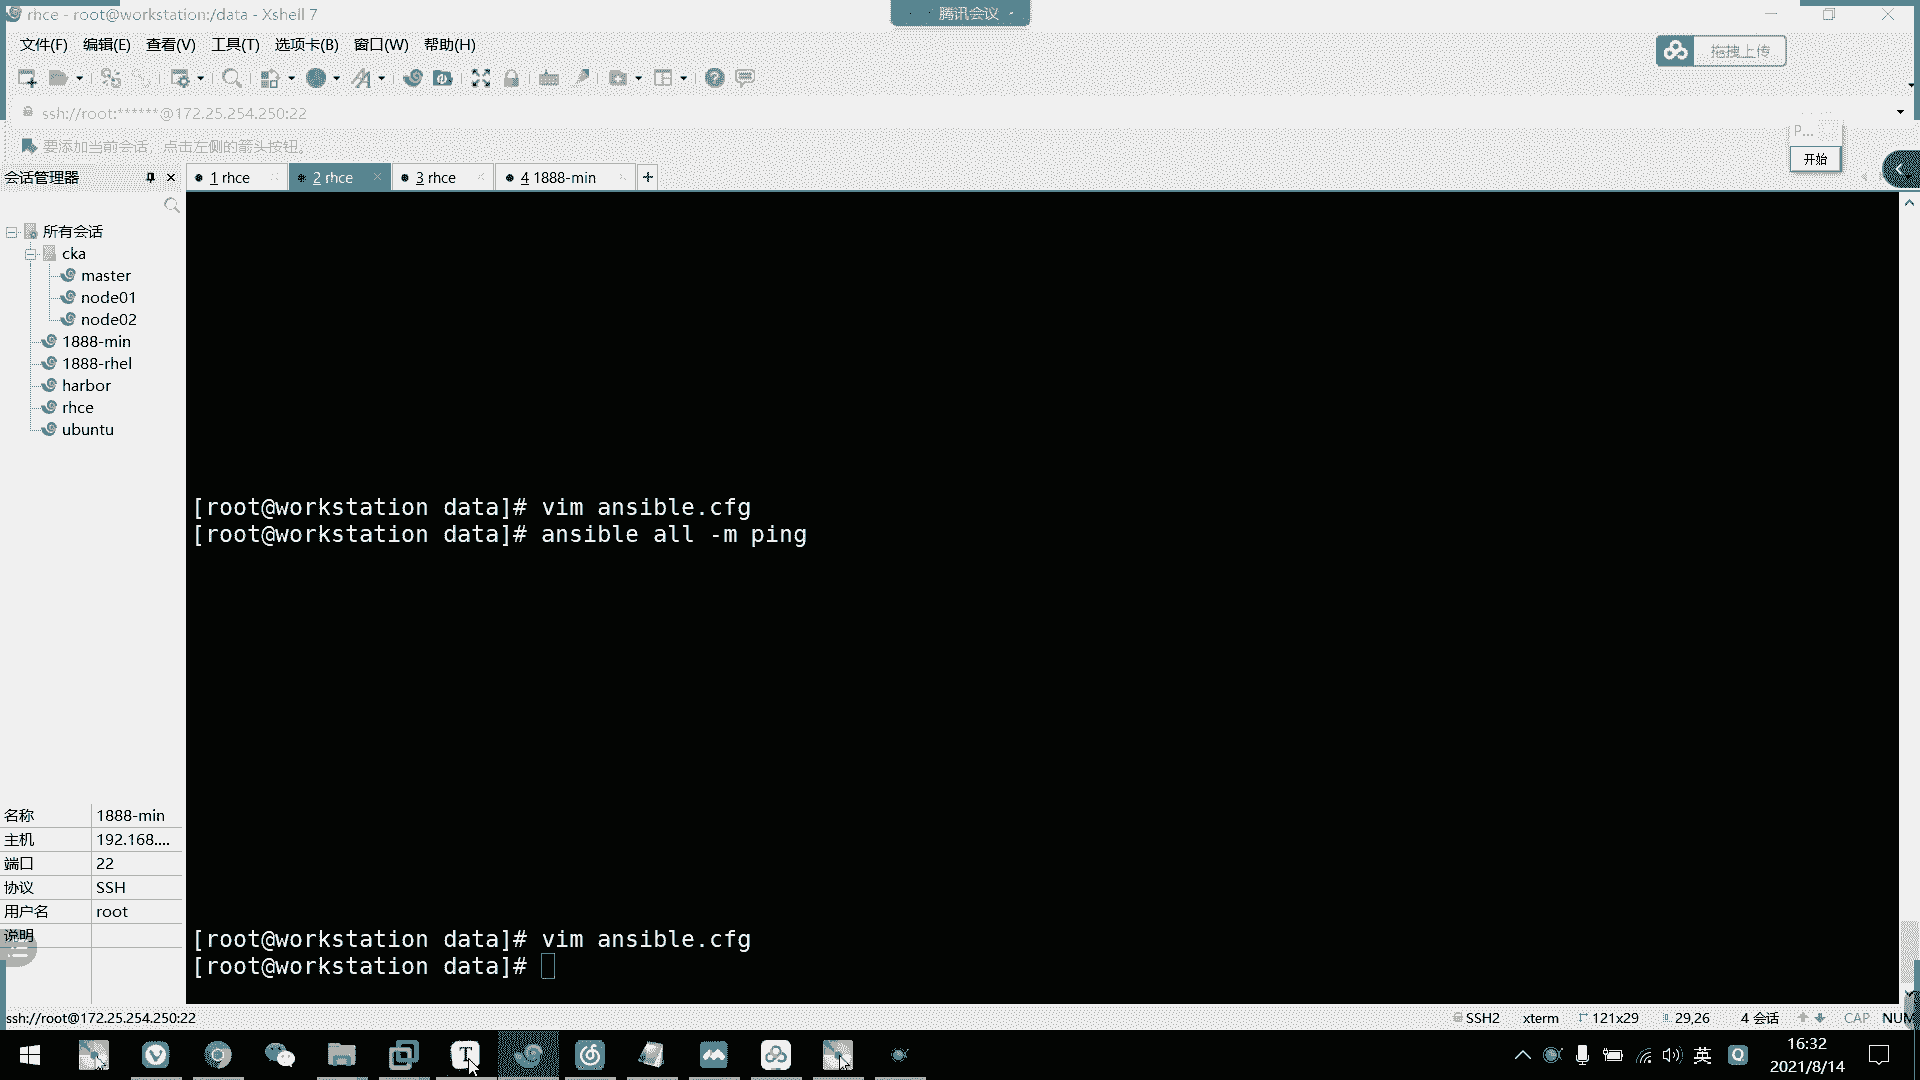 rhce - root@workstation:/data - Xshell 7
腾讯会议
文件(F) 编辑(E) 查看(V) 工具(T) 选项卡(B) 窗口(W) 帮助(H)
拖拽上传
ssh://root:******@172.25.254.250:22
要添加当前会话，点击左侧的箭头按钮。
P...
开始
会话管理器
1 rhce
2 rhce
3 rhce
4 1888-min
所有会话
cka
master
node01
node02
1888-min
1888-rhel
harbor
rhce
ubuntu
[root@workstation data]# vim ansible.cfg
[root@workstation data]# ansible all -m ping
名称 1888-min
主机 192.168....
端口 22
协议 SSH
用户名 root
说明
[root@workstation data]# vim ansible.cfg
[root@workstation data]#
ssh://root@172.25.254.250:22
SSH2 xterm 121x29 29,26 4 会话 CAP NUM
英
16:32
2021/8/14